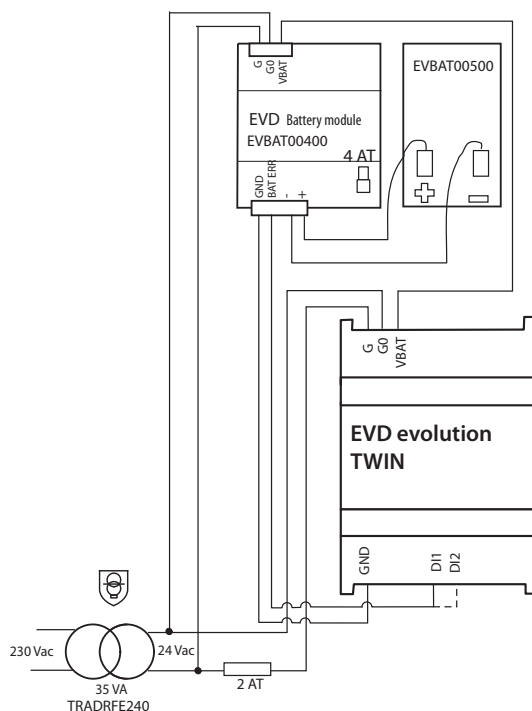 G
G0
VBAT
EVD Battery module
EVBAT00400
4 AT
GND
BAT ERR
-
+
EVBAT00500
G
G0
VBAT
EVD evolution
TWIN
GND
DI1
DI2
230 Vac
24 Vac
35 VA
TRADRFE240
2 AT